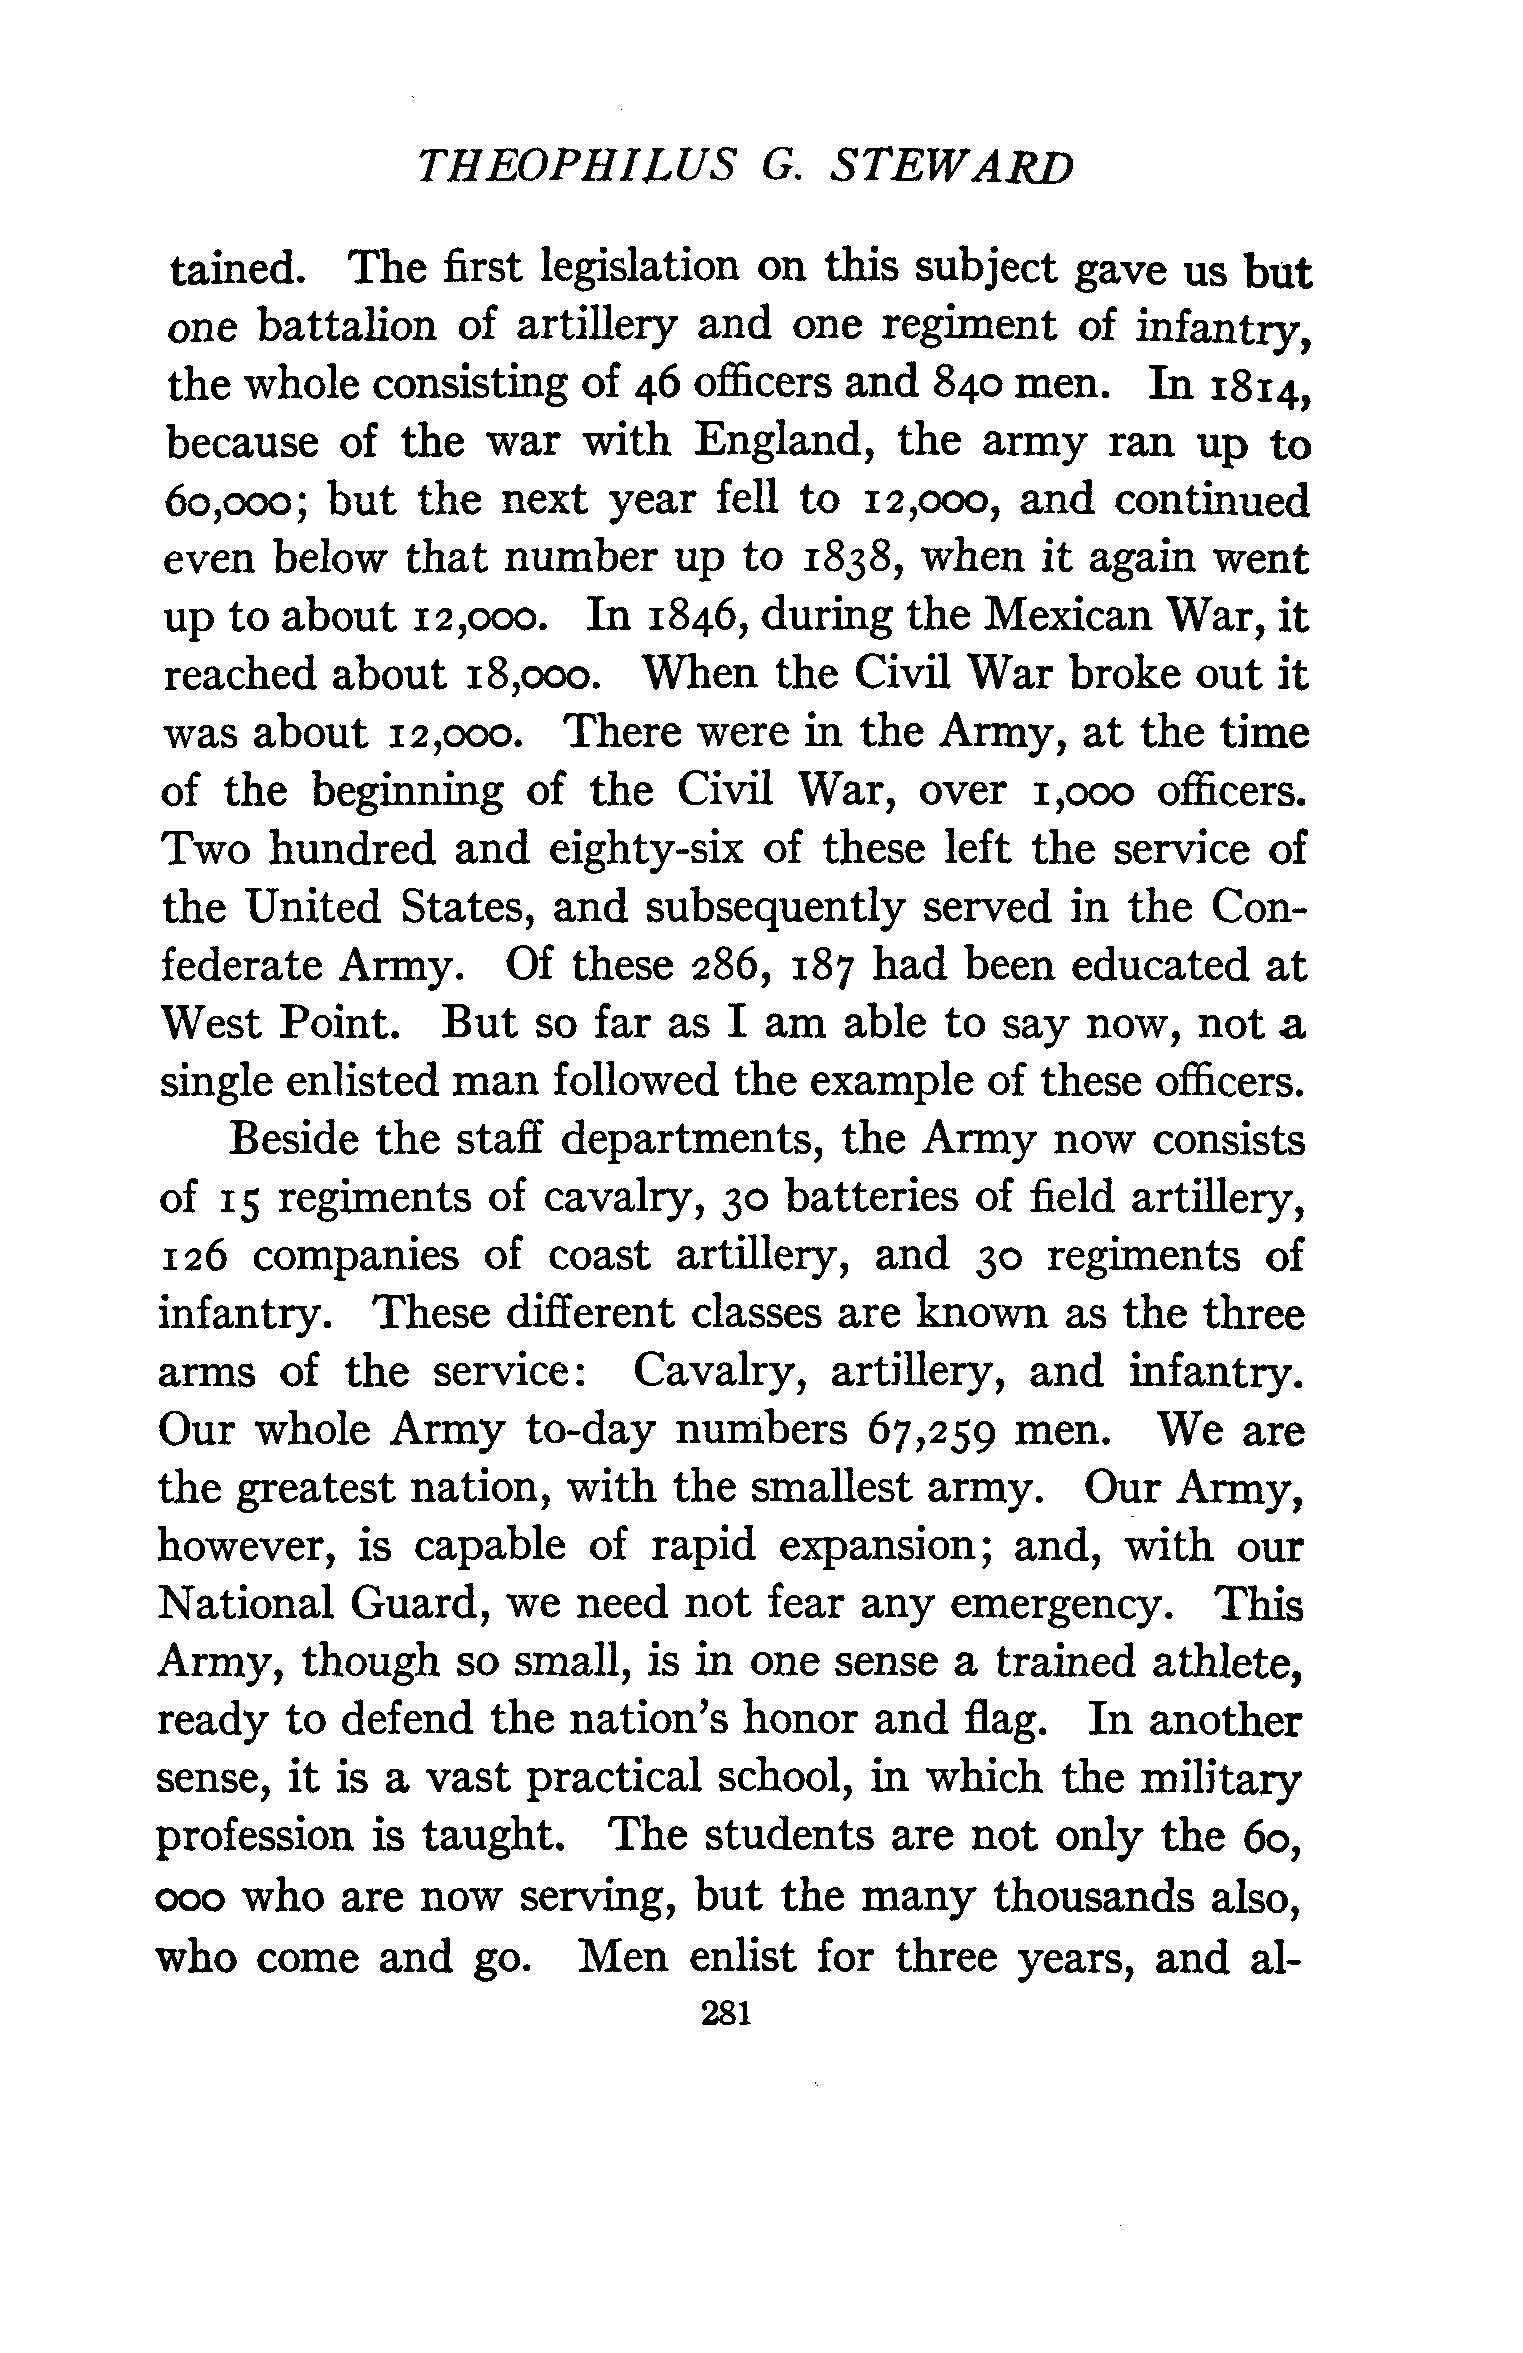 THEOPHILUS G. STEWARD
tained. The first legislation on this subject gave us but
one battalion of artillery and one regiment of infantry,
the whole consisting of 46 officers and 840 men. In 1814,
because of the war with England, the army ran up to
60,000; but the next year fell to 12,000, and continued
even below that number up to 1838, when it again went
up to about 12,000. In 1846, during the Mexican War, it
reached about 18,000. When the Civil War broke out it
was about 12,000. There were in the Army, at the time
of the beginning of the Civil War, over 1,000 officers.
Two hundred and eighty-six of these left the service of
the United States, and subsequently served in the Con-
federate Army. Of these 286, 187 had been educated at
West Point. But so far as I am able to say now, not a
single enlisted man followed the example of these officers.
Beside the staff departments, the Army now consists
of 15 regiments of cavalry, 30 batteries of field artillery,
126 companies of coast artillery, and 30 regiments of
infantry. These different classes are known as the three
arms of the service: Cavalry, artillery, and infantry.
Our whole Army to-day numbers 67,259 men. We are
the greatest nation, with the smallest army. Our Army,
however, is capable of rapid expansion; and, with our
National Guard, we need not fear any emergency. This
Army, though so small, is in one sense a trained athlete,
ready to defend the nation's honor and flag. In another
sense, it is a vast practical school, in which the military
profession is taught. The students are not only the 60,
000 who are now serving, but the many thousands also,
who come and go. Men enlist for three years, and al-
281